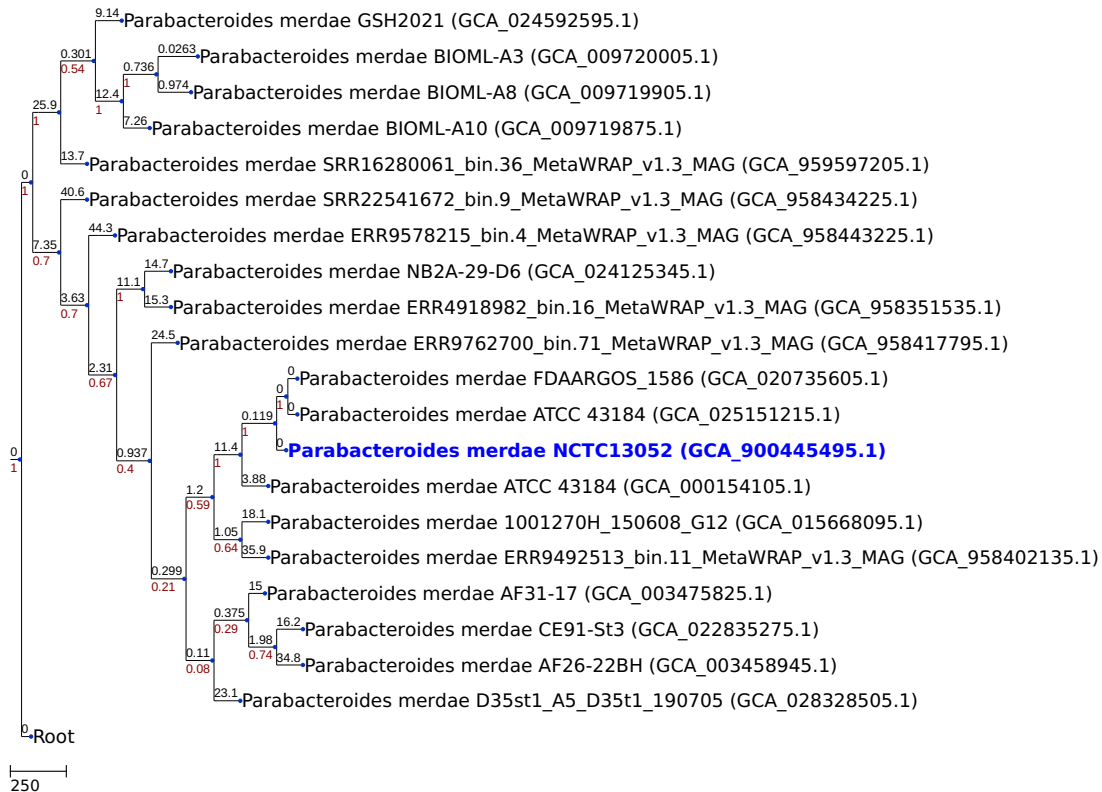 9.14 Parabacteroides merdae GSH2021 (GCA_024592595.1)
0.301
0.54
0.0263 Parabacteroides merdae BIOML-A3 (GCA_009720005.1)
0.736
1
0.974 Parabacteroides merdae BIOML-A8 (GCA_009719905.1)
12.4
1
25.9
1
7.26 Parabacteroides merdae BIOML-A10 (GCA_009719875.1)
13.7 Parabacteroides merdae SRR16280061_bin.36_MetaWRAP_v1.3_MAG (GCA_959597205.1)
0
1
40.6 Parabacteroides merdae SRR22541672_bin.9_MetaWRAP_v1.3_MAG (GCA_958434225.1)
44.3 Parabacteroides merdae ERR9578215_bin.4_MetaWRAP_v1.3_MAG (GCA_958443225.1)
7.35
0.7
14.7 Parabacteroides merdae NB2A-29-D6 (GCA_024125345.1)
11.1
1
3.63
0.7
15.3 Parabacteroides merdae ERR4918982_bin.16_MetaWRAP_v1.3_MAG (GCA_958351535.1)
24.5 Parabacteroides merdae ERR9762700_bin.71_MetaWRAP_v1.3_MAG (GCA_958417795.1)
2.31
0.67
0 Parabacteroides merdae FDAARGOS_1586 (GCA_020735605.1)
0
1
0 Parabacteroides merdae ATCC 43184 (GCA_025151215.1)
0.119
1
0 Parabacteroides merdae NCTC13052 (GCA_900445495.1)
11.4
1
0
1
0.937
0.4
3.88 Parabacteroides merdae ATCC 43184 (GCA_000154105.1)
1.2
0.59
18.1 Parabacteroides merdae 1001270H_150608_G12 (GCA_015668095.1)
1.05
0.64
35.9 Parabacteroides merdae ERR9492513_bin.11_MetaWRAP_v1.3_MAG (GCA_958402135.1)
0.299
0.21
15 Parabacteroides merdae AF31-17 (GCA_003475825.1)
0.375
0.29
16.2 Parabacteroides merdae CE91-St3 (GCA_022835275.1)
1.98
0.74
34.8 Parabacteroides merdae AF26-22BH (GCA_003458945.1)
0.11
0.08
23.1 Parabacteroides merdae D35st1_A5_D35t1_190705 (GCA_028328505.1)
0 Root
250